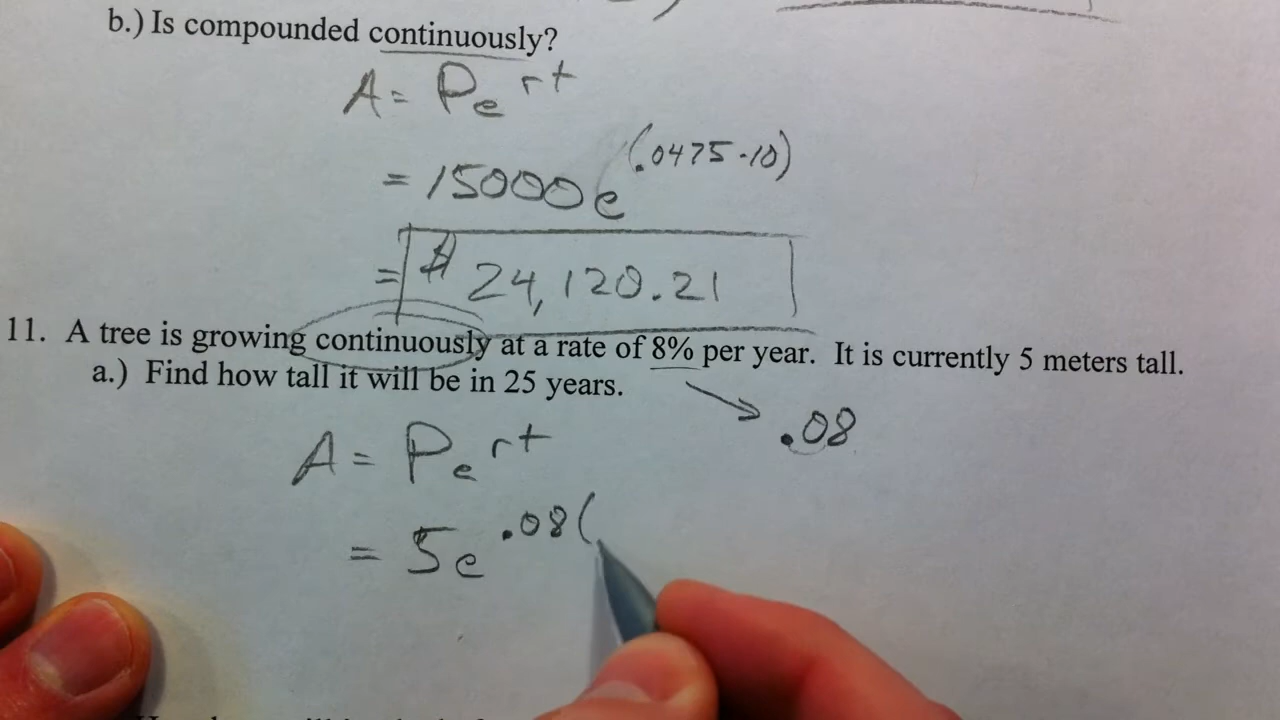 b.) Is compounded continuously?
A = Pe^rt
= 15000e^(.0475·10)
= $24,120.21
11. A tree is growing continuously at a rate of 8% per year. It is currently 5 meters tall.
a.) Find how tall it will be in 25 years.
.08
A = Pe^rt
= 5e^.08(